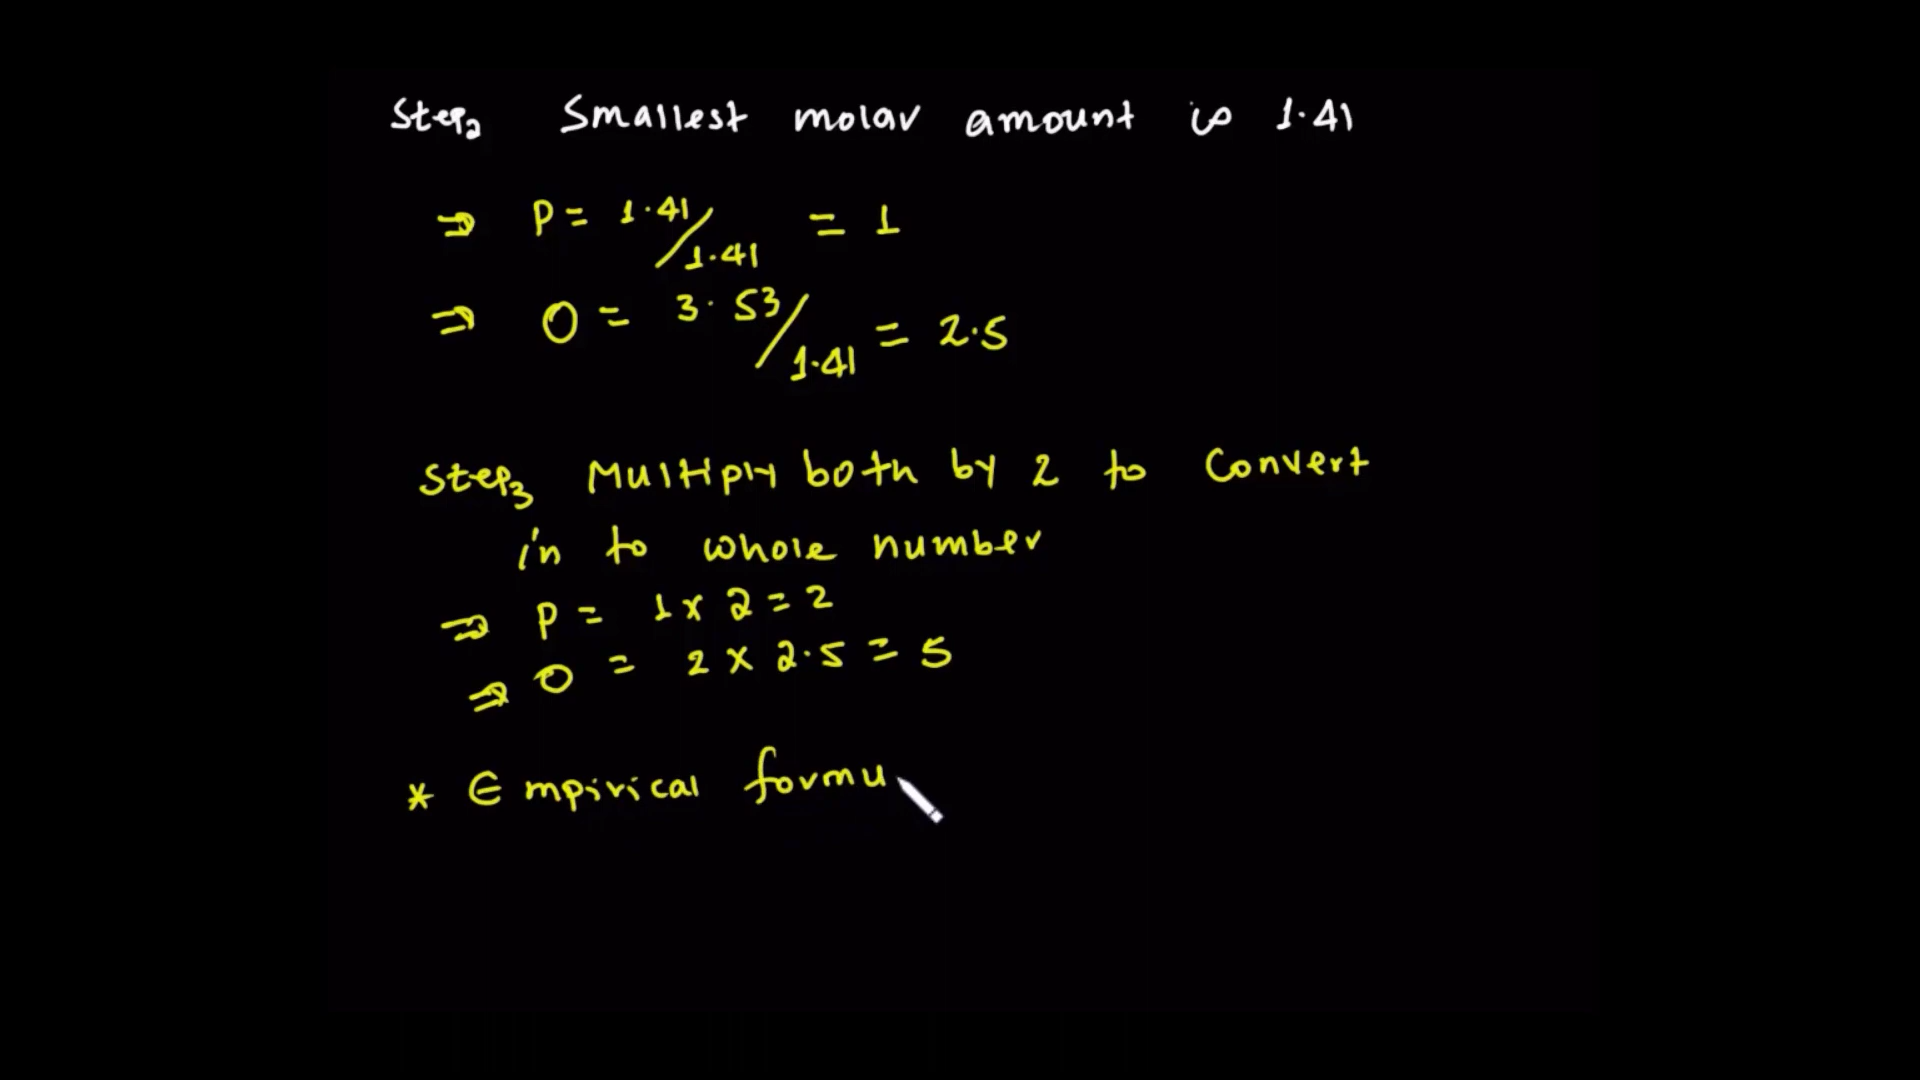 Step2 Smallest molar amount is 1.41
⇒ P = 1.41/1.41 = 1
⇒ O = 3.53/1.41 = 2.5
Step3 Multiply both by 2 to Convert
in to whole number
⇒ P = 1 x 2 = 2
⇒ O = 2 x 2.5 = 5
* Empirical formu